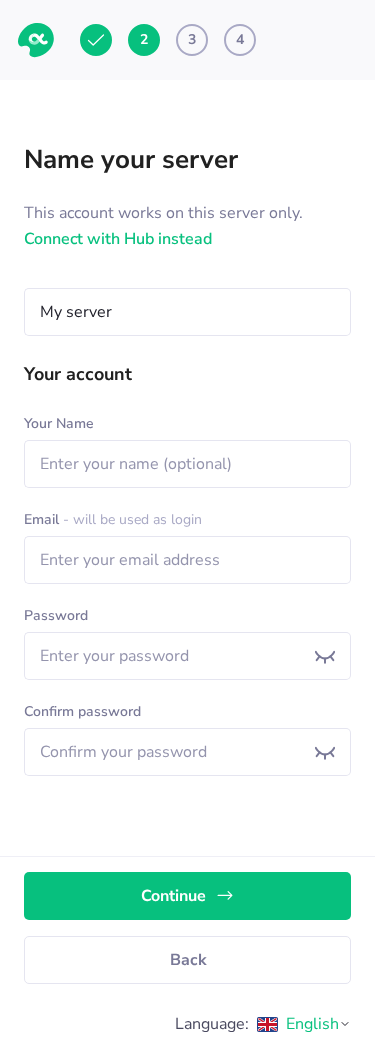 2
3
4
Name your server
This account works on this server only.
Connect with Hub instead
My server
Your account
Your Name
Enter your name (optional)
Email - will be used as login
Enter your email address
Password
Enter your password
Confirm password
Confirm your password
Continue
Back
Language: English